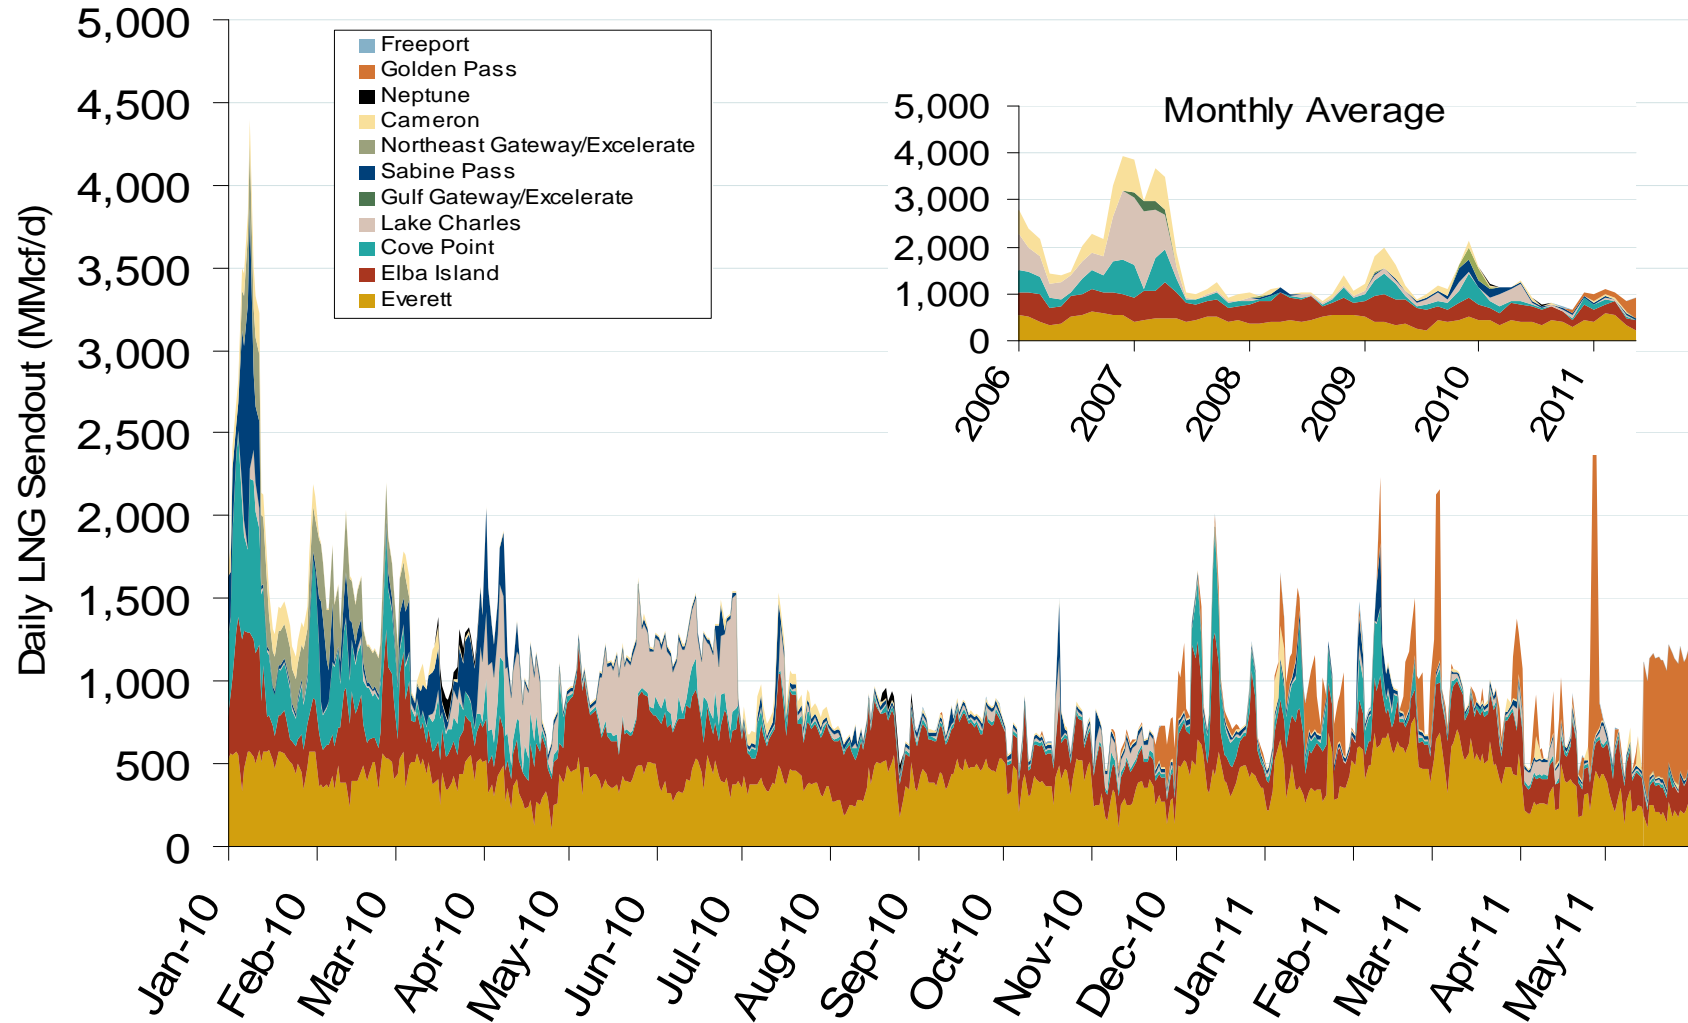 Daily LNG Sendout (MMcf/d)
5,000
4,500
4,000
3,500
3,000
2,500
2,000
1,500
1,000
500
0
Freeport
Golden Pass
Neptune
Cameron
Northeast Gateway/Excelerate
Sabine Pass
Gulf Gateway/Excelerate
Lake Charles
Cove Point
Elba Island
Everett
Monthly Average
5,000
4,000
3,000
2,000
1,000
0
2006
2007
2008
2009
2010
2011
Jan-10
Feb-10
Mar-10
Apr-10
May-10
Jun-10
Jul-10
Aug-10
Sep-10
Oct-10
Nov-10
Dec-10
Jan-11
Feb-11
Mar-11
Apr-11
May-11